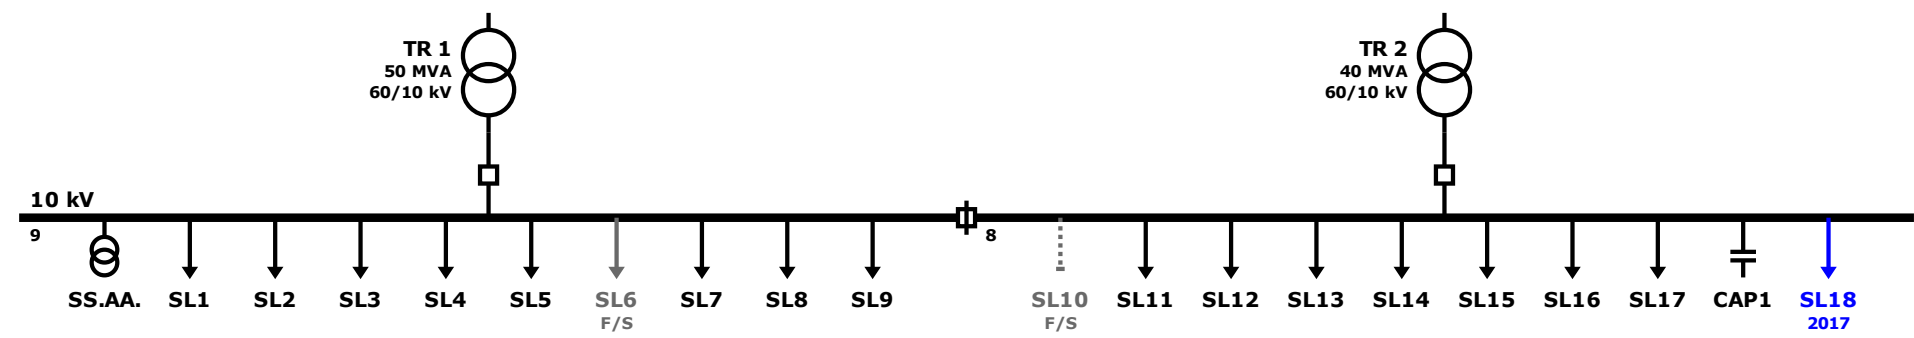 TR 1
50 MVA
60/10 kV
TR 2
40 MVA
60/10 kV
10 kV
9
8
SS.AA.
SL1
SL2
SL3
SL4
SL5
SL6
F/S
SL7
SL8
SL9
SL10
F/S
SL11
SL12
SL13
SL14
SL15
SL16
SL17
CAP1
SL18
2017